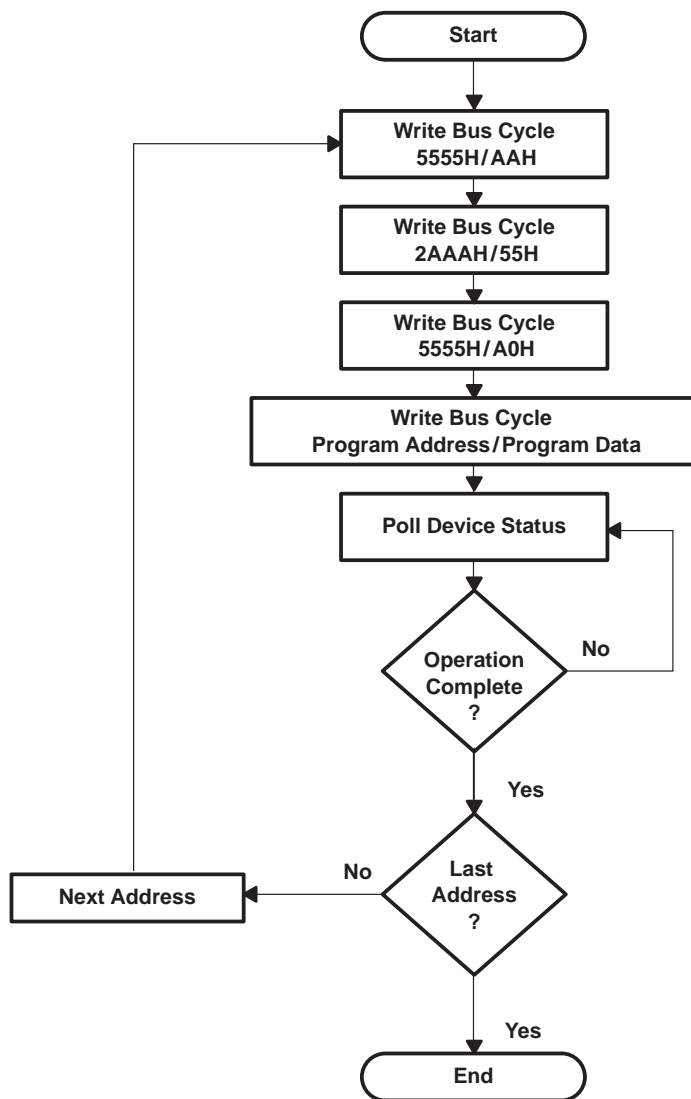 Start
Write Bus Cycle
5555H/AAH
Write Bus Cycle
2AAAH/55H
Write Bus Cycle
5555H/A0H
Write Bus Cycle
Program Address/Program Data
Poll Device Status
Operation
Complete
?
No
Yes
Last
Address
?
No
Next Address
Yes
End